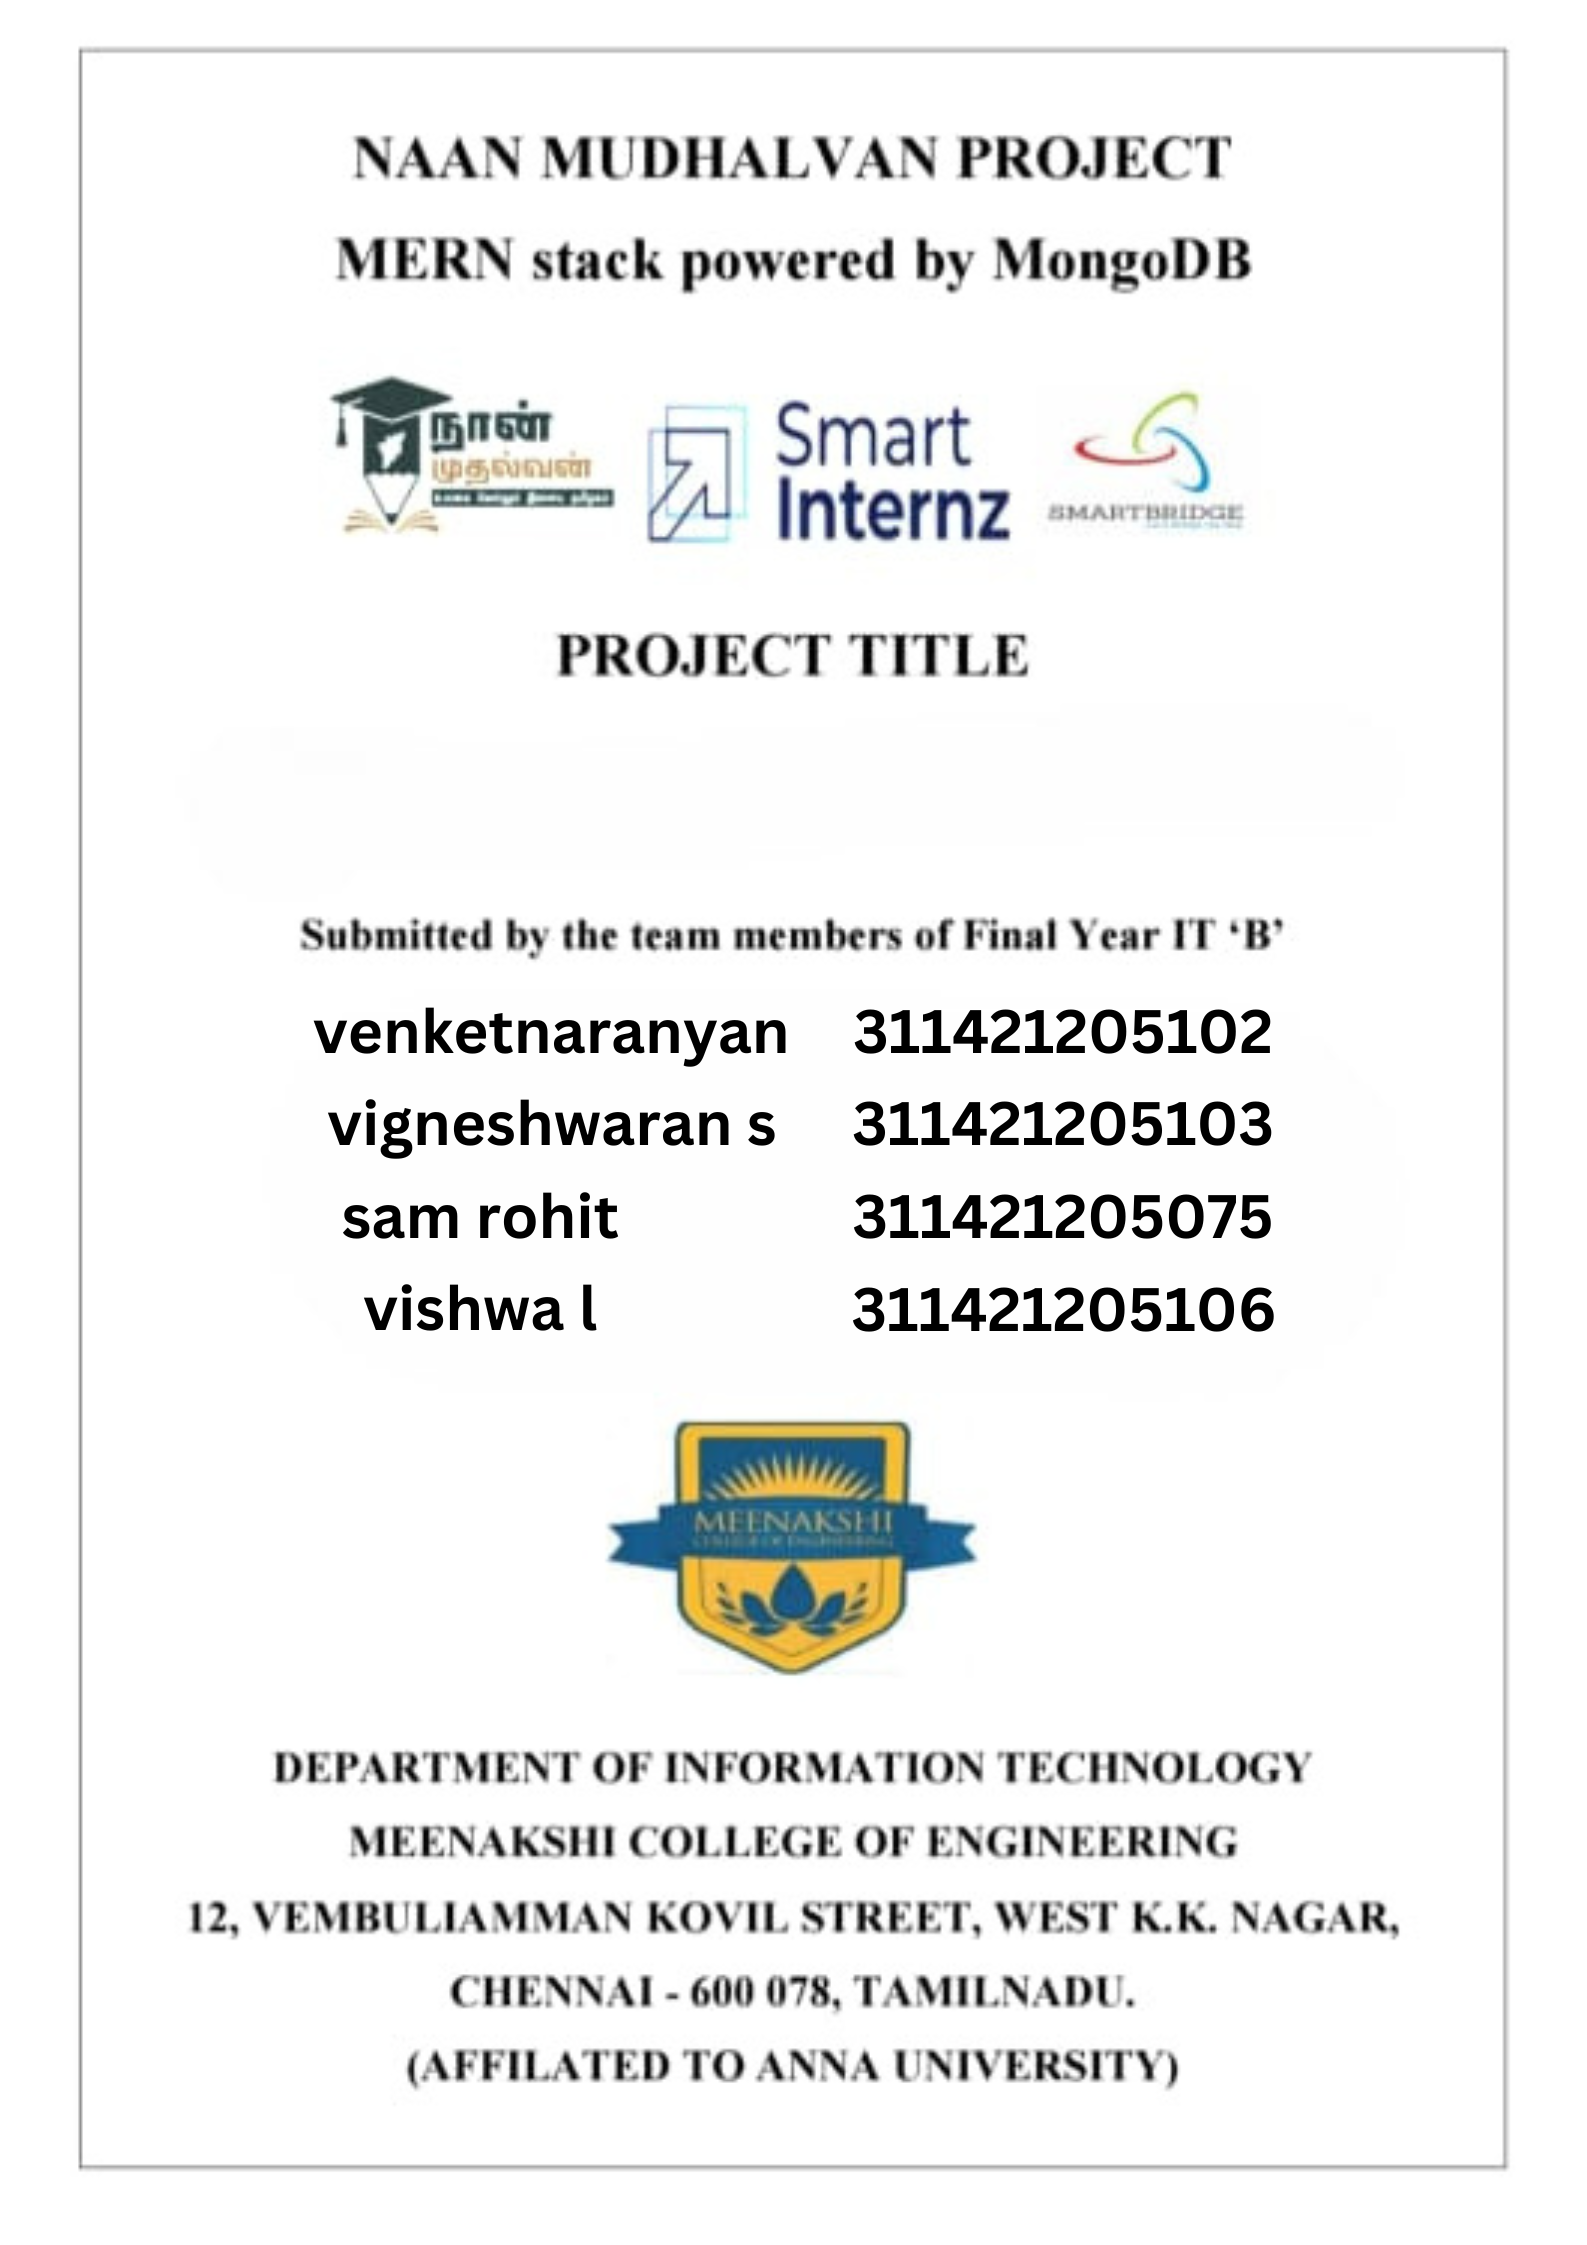 NAAN MUDHALVAN PROJECT
MERN stack powered by MongoDB
நான்
முதல்வன்
Smart
Internz
SMARTBRIDGE
PROJECT TITLE
Submitted by the team members of Final Year IT ‘B’
venketnaranyan 311421205102
vigneshwaran s 311421205103
sam rohit 311421205075
vishwa l 311421205106
MEENAKSHI
COLLEGE OF ENGINEERING
DEPARTMENT OF INFORMATION TECHNOLOGY
MEENAKSHI COLLEGE OF ENGINEERING
12, VEMBULIAMMAN KOVIL STREET, WEST K.K. NAGAR,
CHENNAI - 600 078, TAMILNADU.
(AFFILATED TO ANNA UNIVERSITY)